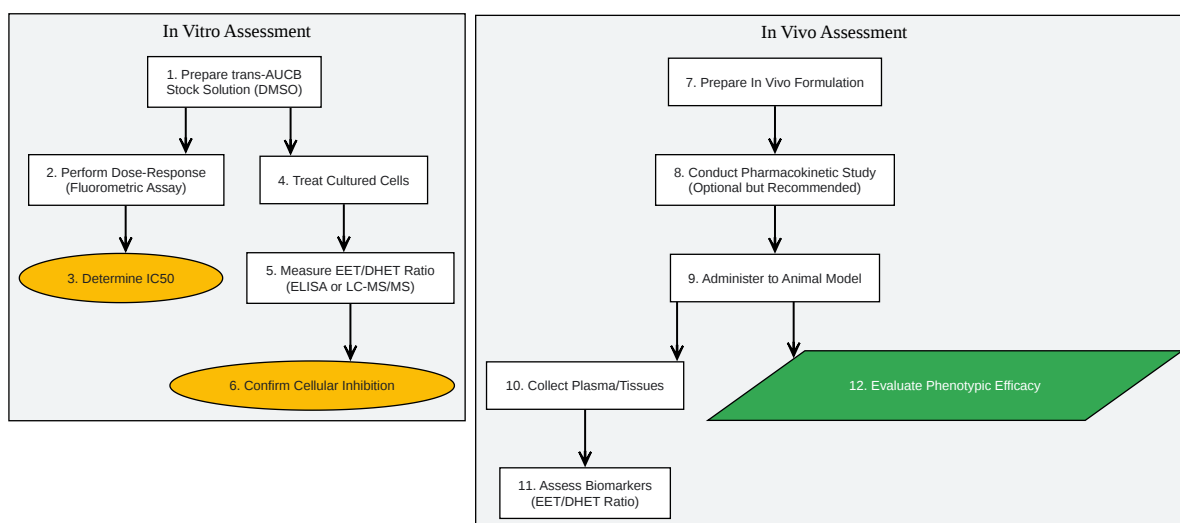 In Vitro Assessment
1. Prepare trans-AUCB
Stock Solution (DMSO)
2. Perform Dose-Response
(Fluorometric Assay)
4. Treat Cultured Cells
3. Determine IC50
5. Measure EET/DHET Ratio
(ELISA or LC-MS/MS)
6. Confirm Cellular Inhibition
In Vivo Assessment
7. Prepare In Vivo Formulation
8. Conduct Pharmacokinetic Study
(Optional but Recommended)
9. Administer to Animal Model
10. Collect Plasma/Tissues
12. Evaluate Phenotypic Efficacy
11. Assess Biomarkers
(EET/DHET Ratio)